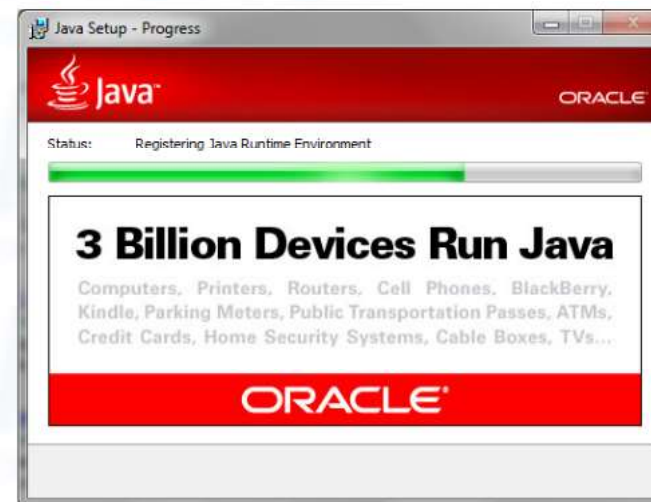 Java Setup - Progress
Java™
ORACLE
Status: Registering Java Runtime Environment
3 Billion Devices Run Java
Computers, Printers, Routers, Cell Phones, BlackBerry,
Kindle, Parking Meters, Public Transportation Passes, ATMs,
Credit Cards, Home Security Systems, Cable Boxes, TVs...
ORACLE®